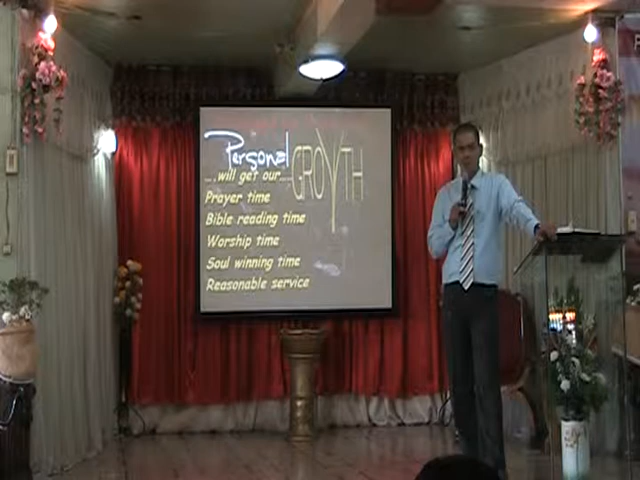 Personal GROWTH
....will get our....
Prayer time
Bible reading time
Worship time
Soul winning time
Reasonable service